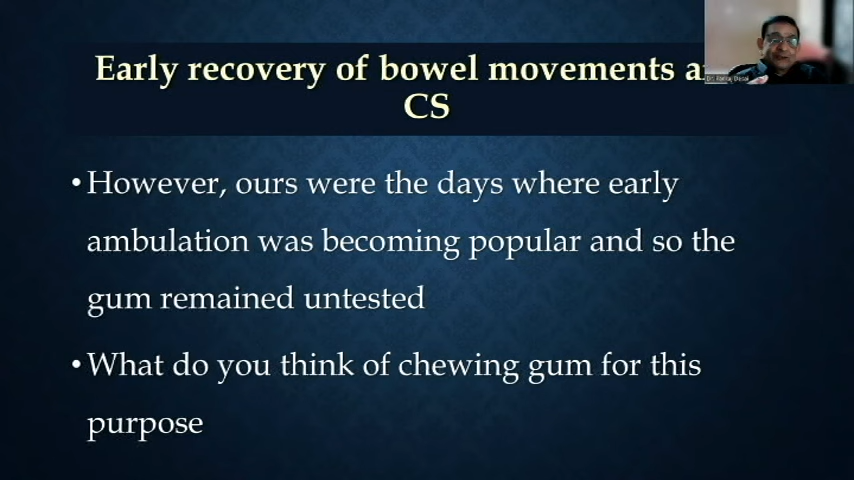 Early recovery of bowel movements a
CS
• However, ours were the days where early
ambulation was becoming popular and so the
gum remained untested
• What do you think of chewing gum for this
purpose